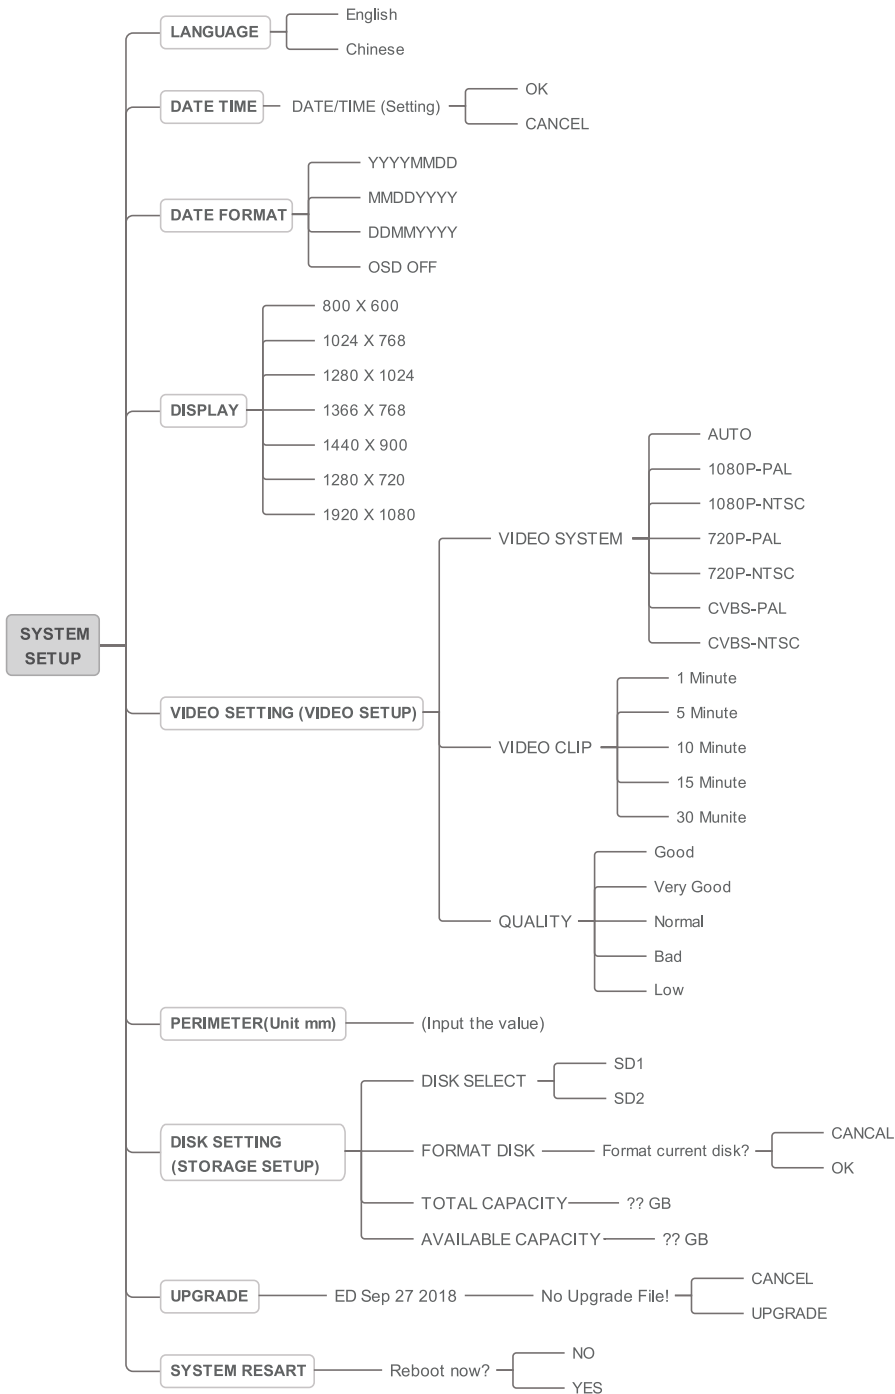 SYSTEM
SETUP
LANGUAGE
English
Chinese
DATE TIME
DATE/TIME (Setting)
OK
CANCEL
DATE FORMAT
YYYYMMDD
MMDDYYYY
DDMMYYYY
OSD OFF
DISPLAY
800 X 600
1024 X 768
1280 X 1024
1366 X 768
1440 X 900
1280 X 720
1920 X 1080
VIDEO SETTING (VIDEO SETUP)
VIDEO SYSTEM
AUTO
1080P-PAL
1080P-NTSC
720P-PAL
720P-NTSC
CVBS-PAL
CVBS-NTSC
VIDEO CLIP
1 Minute
5 Minute
10 Minute
15 Minute
30 Munite
QUALITY
Good
Very Good
Normal
Bad
Low
PERIMETER(Unit mm)
(Input the value)
DISK SETTING
(STORAGE SETUP)
DISK SELECT
SD1
SD2
FORMAT DISK
Format current disk?
CANCAL
OK
TOTAL CAPACITY
?? GB
AVAILABLE CAPACITY
?? GB
UPGRADE
ED Sep 27 2018
No Upgrade File!
CANCEL
UPGRADE
SYSTEM RESART
Reboot now?
NO
YES